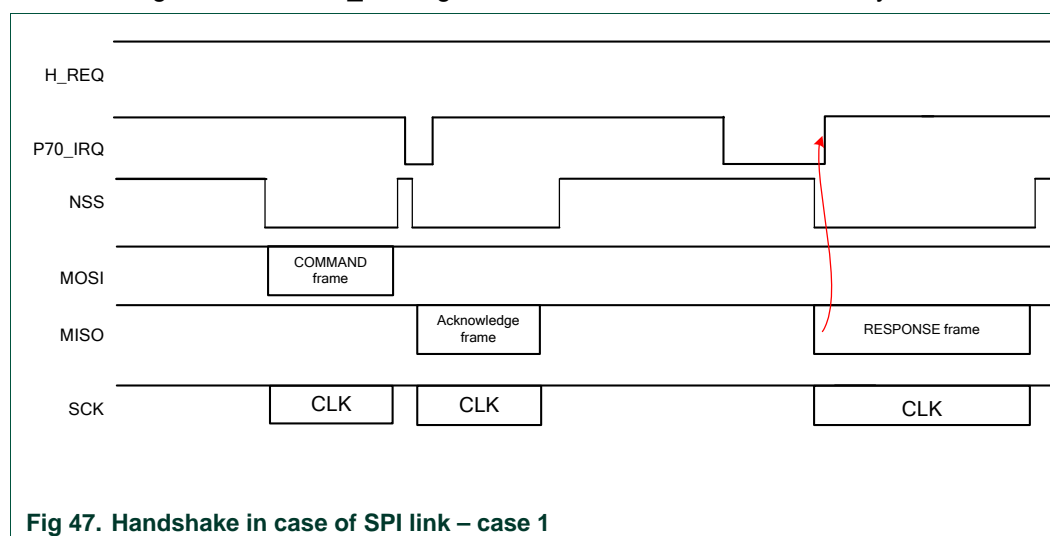 H_REQ
P70_IRQ
NSS
COMMAND
frame
MOSI
Acknowledge
frame
RESPONSE frame
MISO
CLK CLK CLK
SCK
Fig 47. Handshake in case of SPI link – case 1